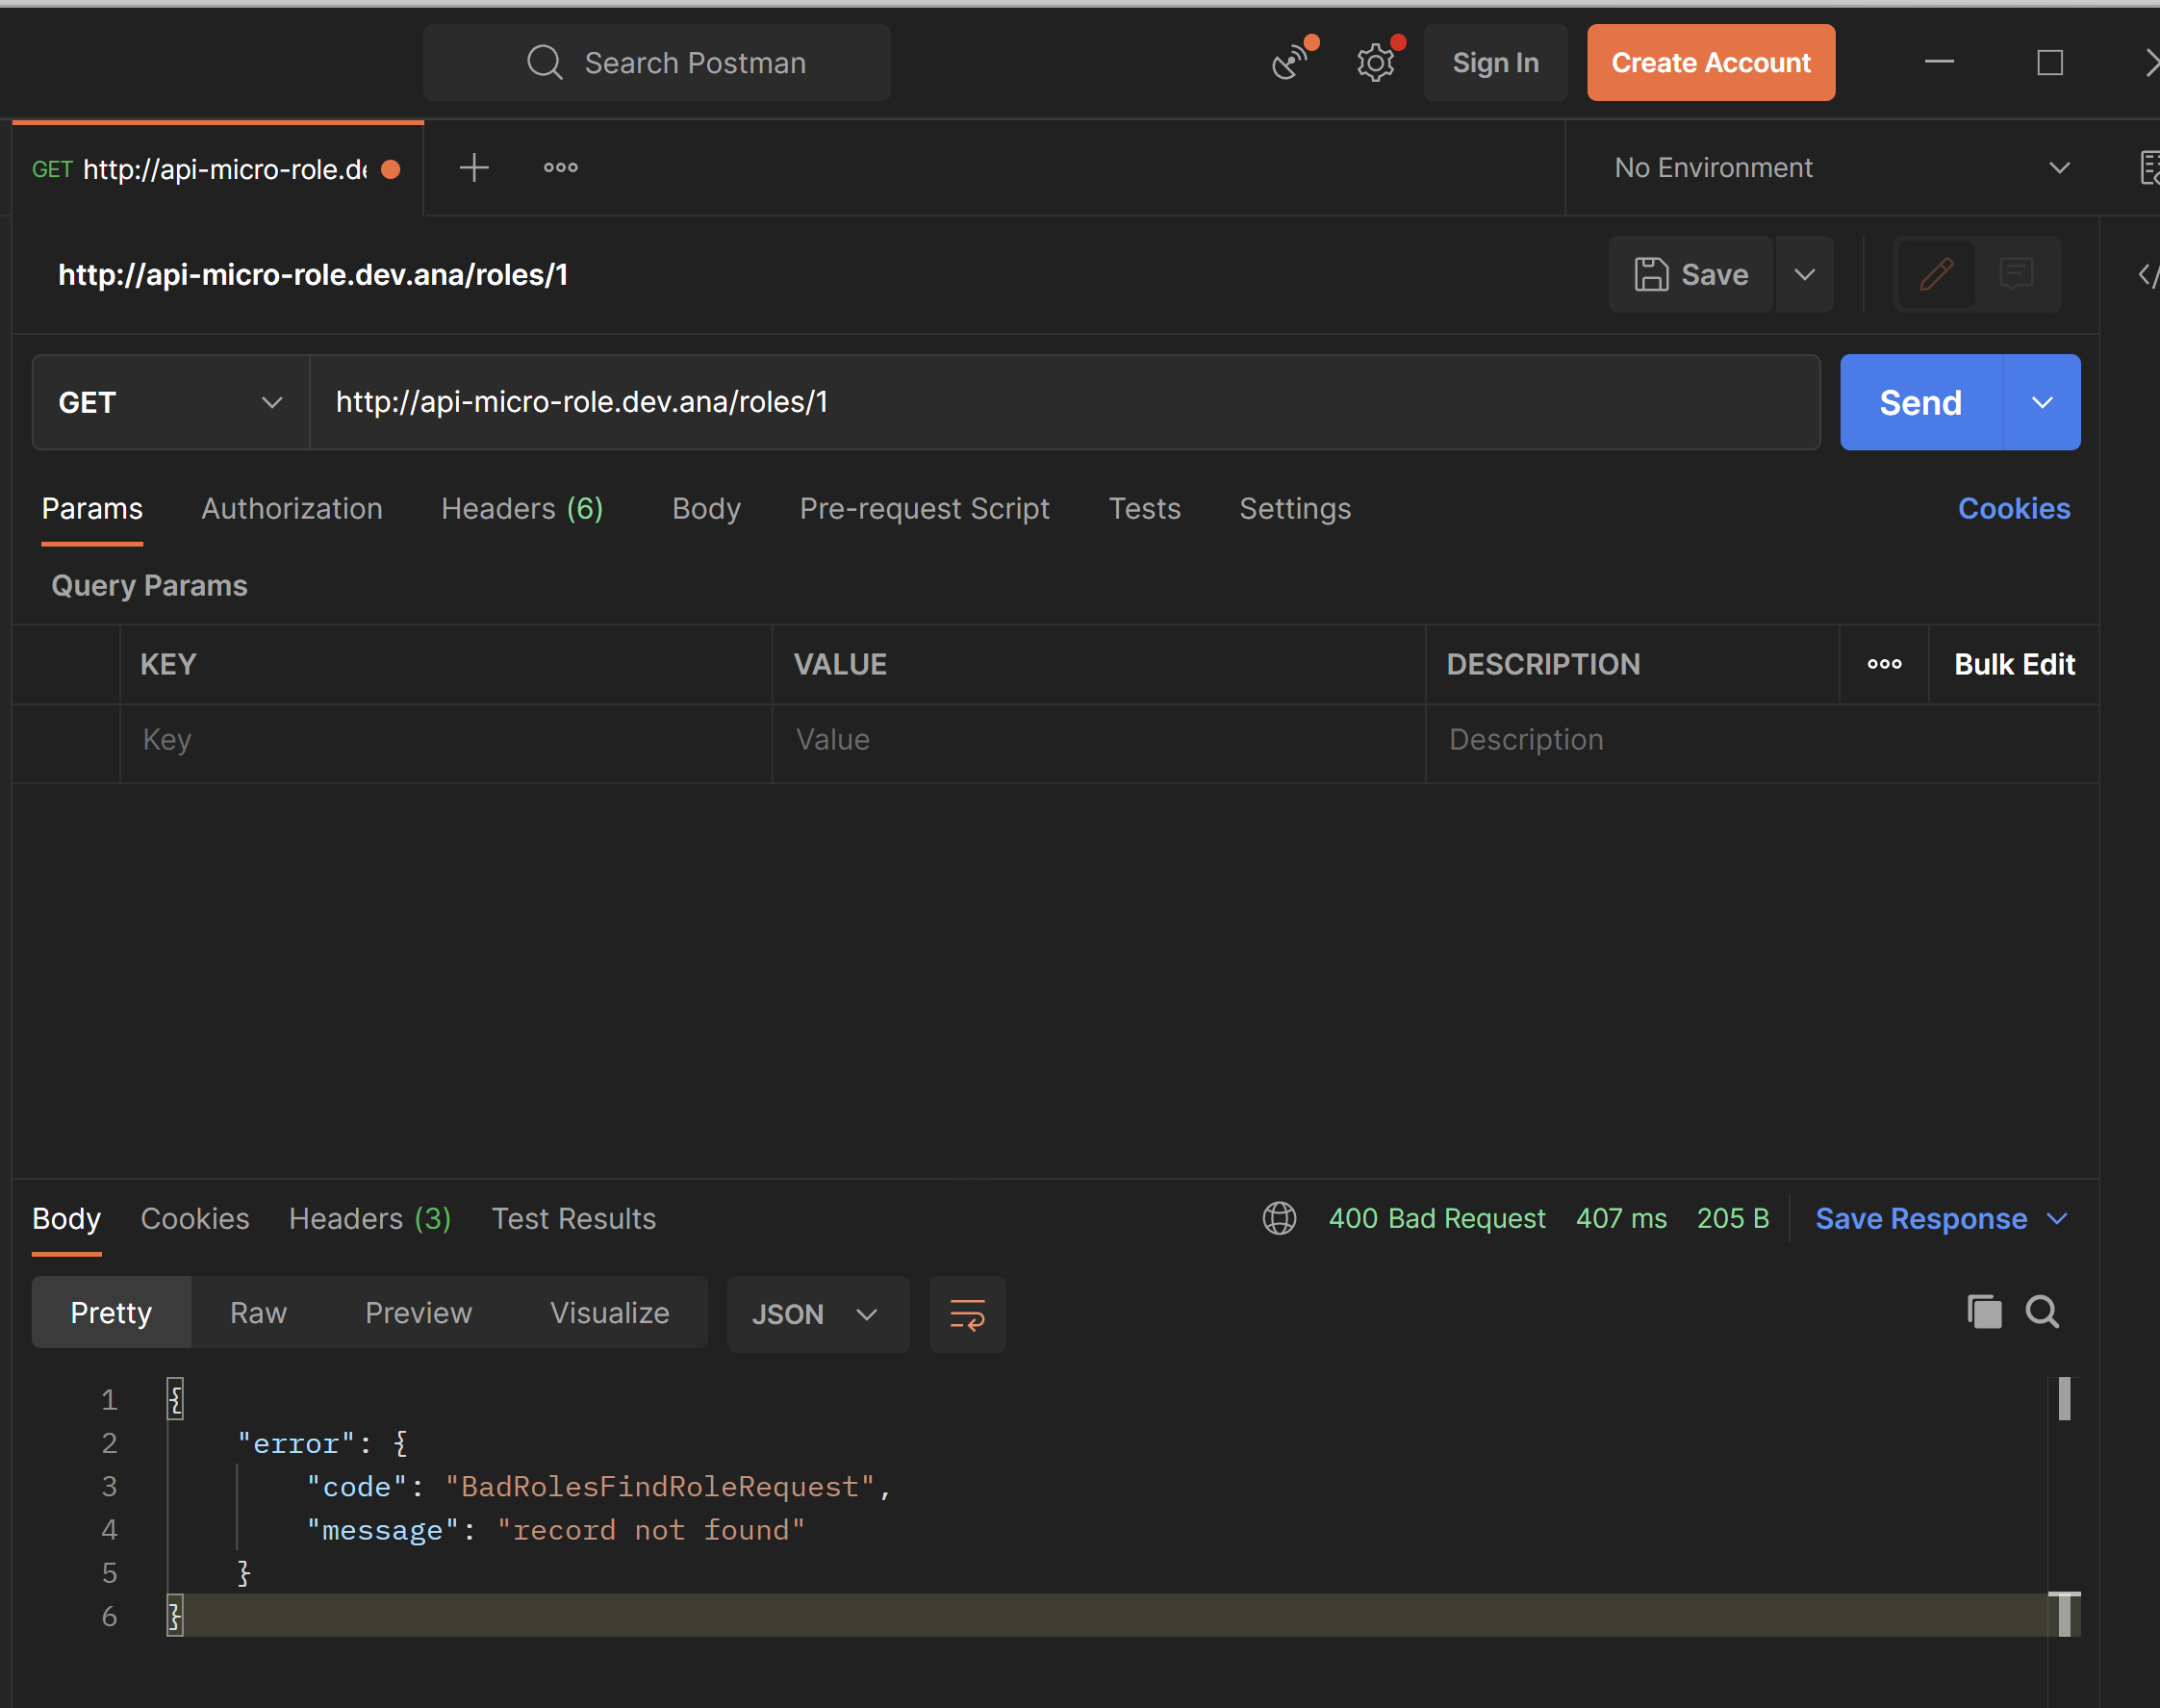 Search Postman
Sign In
Create Account
GET http://api-micro-role.de
No Environment
http://api-micro-role.dev.ana/roles/1
Save
GET
http://api-micro-role.dev.ana/roles/1
Send
Params Authorization Headers (6) Body Pre-request Script Tests Settings Cookies
Query Params
KEY VALUE DESCRIPTION Bulk Edit
Key Value Description
Body Cookies Headers (3) Test Results 400 Bad Request 407 ms 205 B Save Response
Pretty Raw Preview Visualize JSON
1 {
2 "error": {
3 "code": "BadRolesFindRoleRequest",
4 "message": "record not found"
5 }
6 }